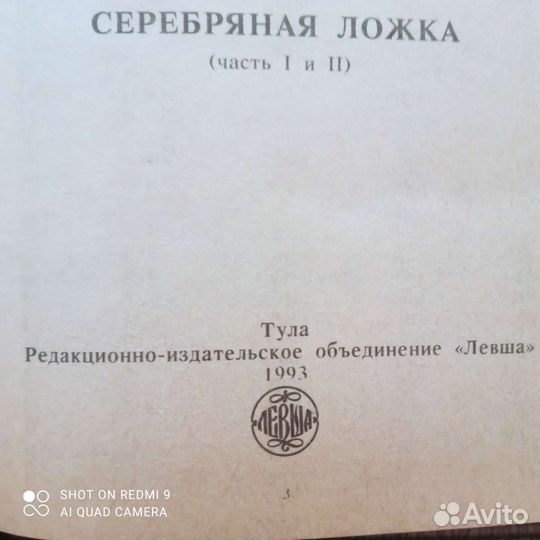 СЕРЕБРЯНАЯ ЛОЖКА
(часть I и II)
Тула
Редакционно-издательское объединение «Левша»
1993
ЛЕВША
3
SHOT ON REDMI 9
AI QUAD CAMERA
Avito